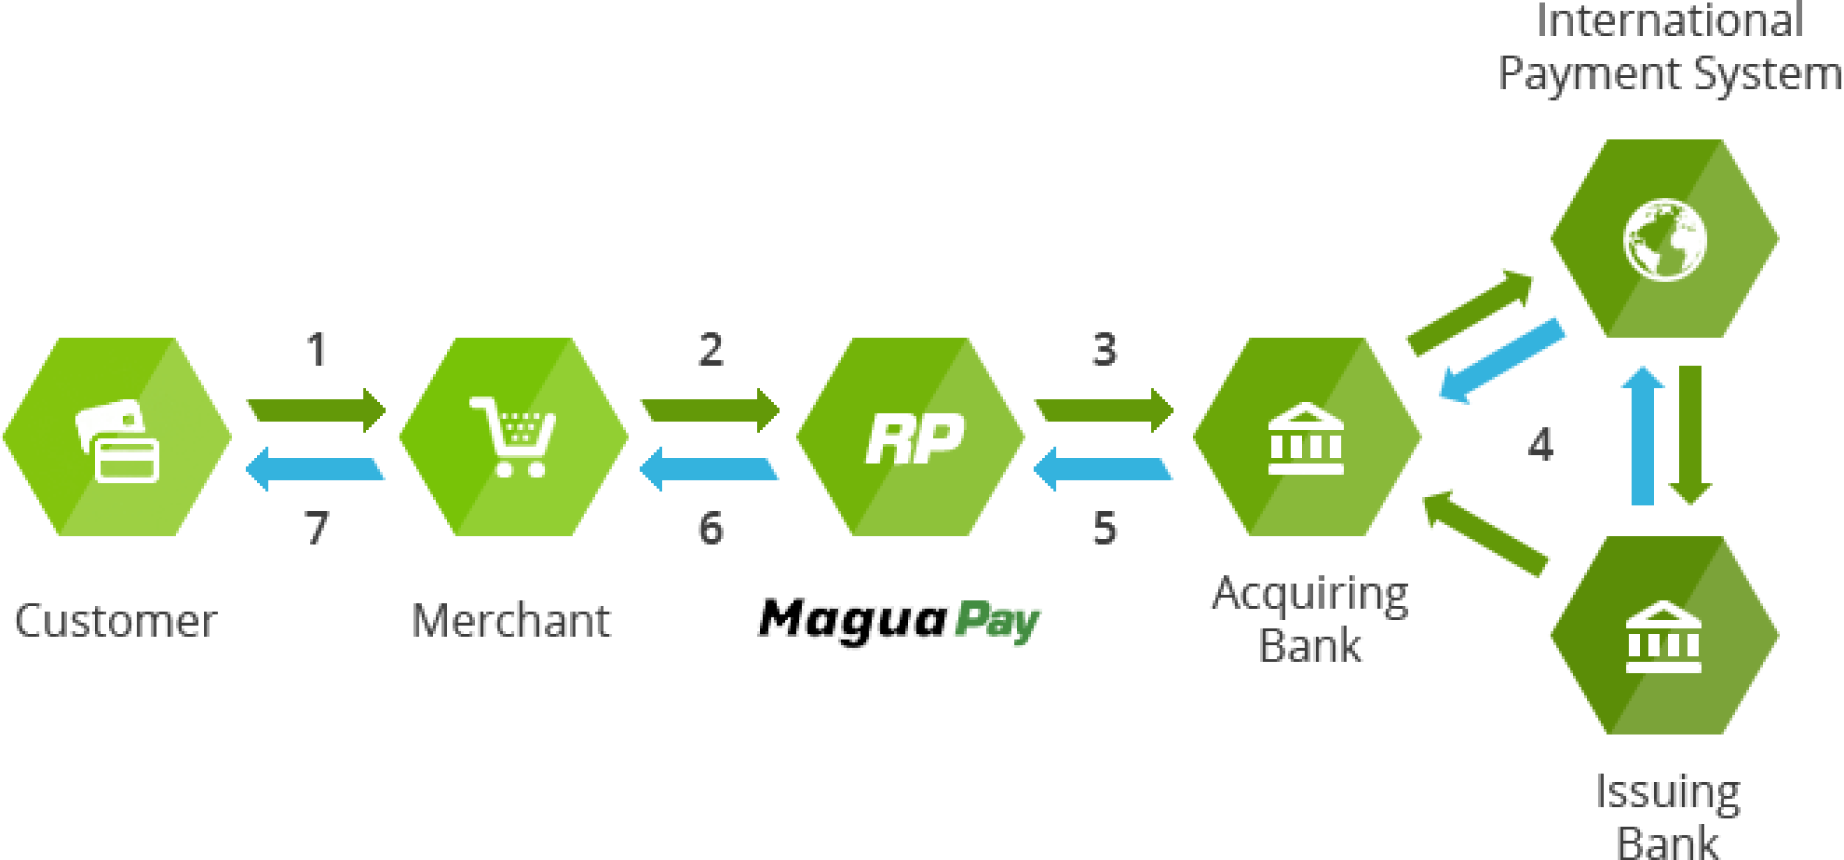 International
Payment System
1
2
3
RP
4
7
6
5
Customer
Merchant
Magua Pay
Acquiring
Bank
Issuing
Bank